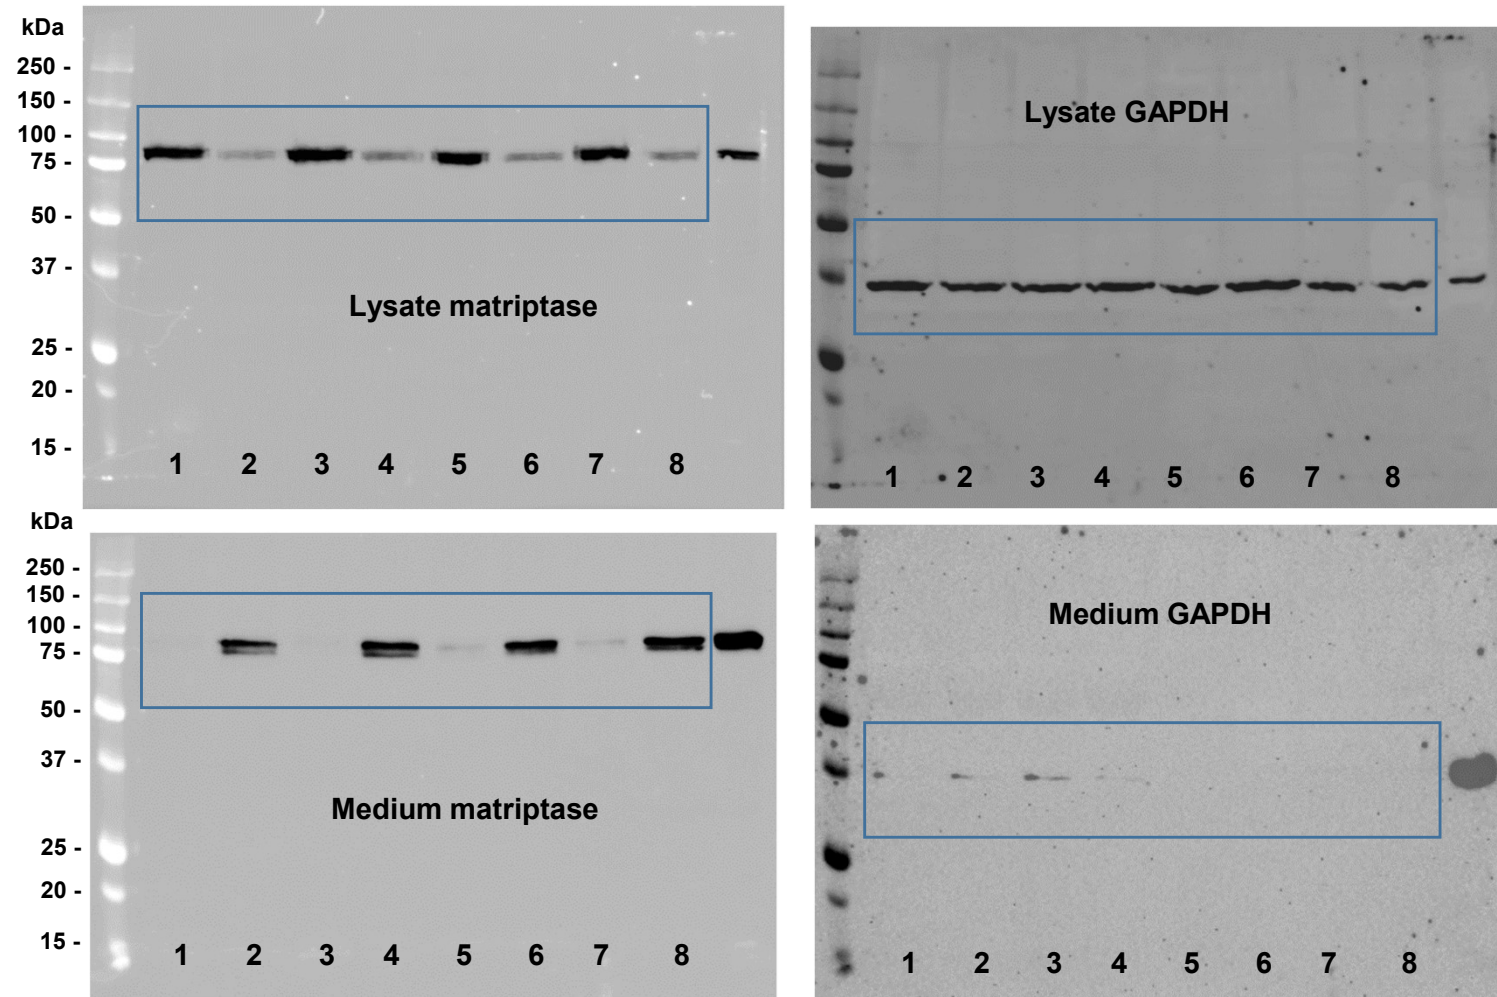 kDa
250 -
150 -
100 -
75 -
50 -
37 -
25 -
20 -
15 -
Lysate matriptase
1 2 3 4 5 6 7 8
Lysate GAPDH
1 2 3 4 5 6 7 8
kDa
250 -
150 -
100 -
75 -
50 -
37 -
25 -
20 -
15 -
Medium matriptase
1 2 3 4 5 6 7 8
Medium GAPDH
1 2 3 4 5 6 7 8